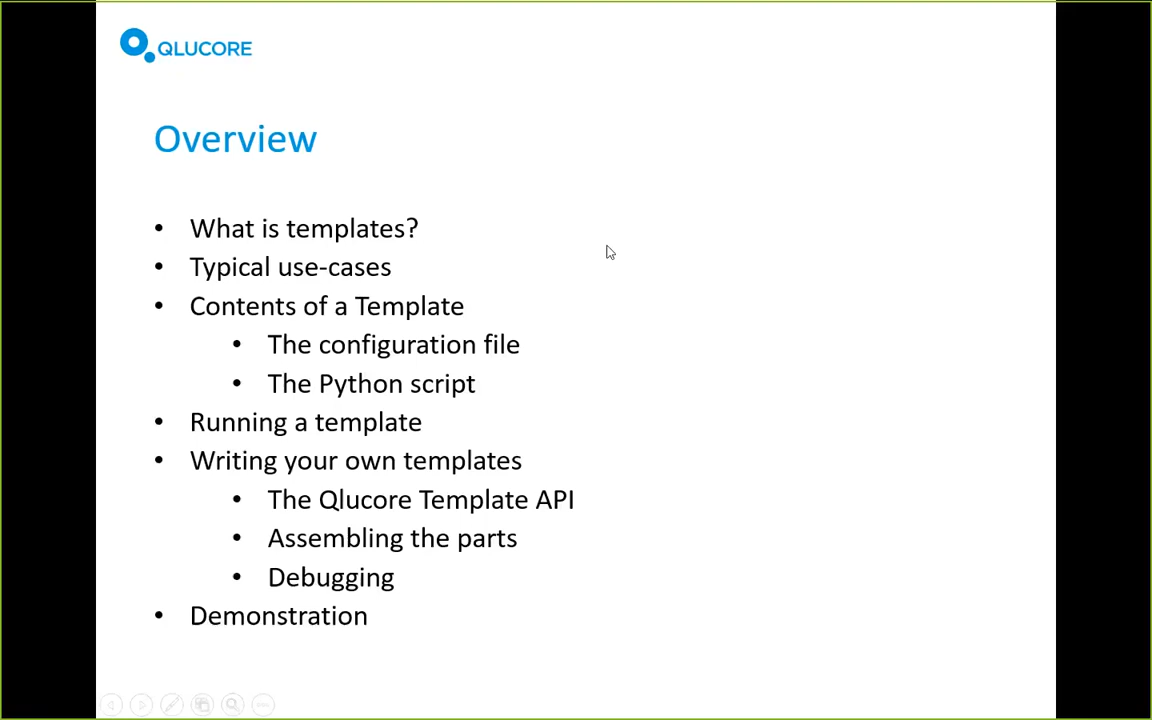 QLUCORE
Overview
• What is templates?
• Typical use-cases
• Contents of a Template
• The configuration file
• The Python script
• Running a template
• Writing your own templates
• The Qlucore Template API
• Assembling the parts
• Debugging
• Demonstration